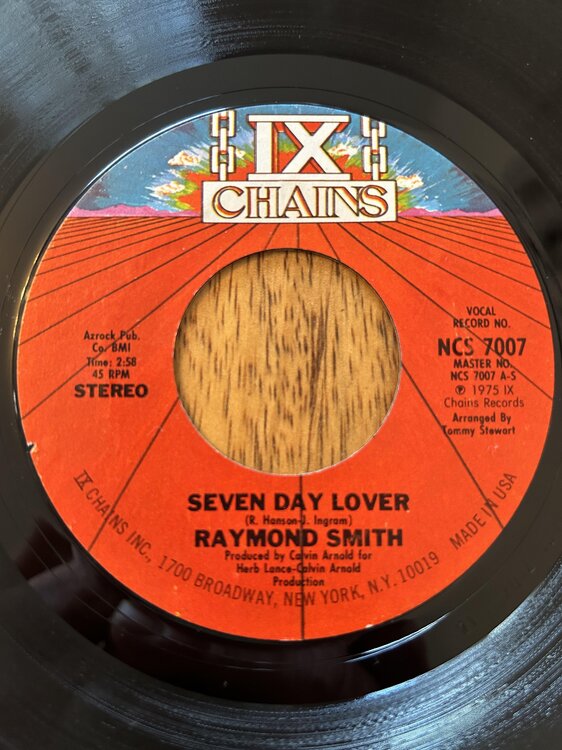 IX
CHAINS
Azrock Pub.
Co. BMI
Time: 2:58
45 RPM
STEREO
VOCAL
RECORD NO.
NCS 7007
MASTER NO.
NCS 7007 A-S
℗ 1975 IX
Chains Records
Arranged By
Tommy Stewart
SEVEN DAY LOVER
(R. Hanson-J. Ingram)
RAYMOND SMITH
Produced by Calvin Arnold for
Herb Lance-Calvin Arnold
Production
IX CHAINS INC., 1700 BROADWAY, NEW YORK, N.Y. 10019 MADE IN USA